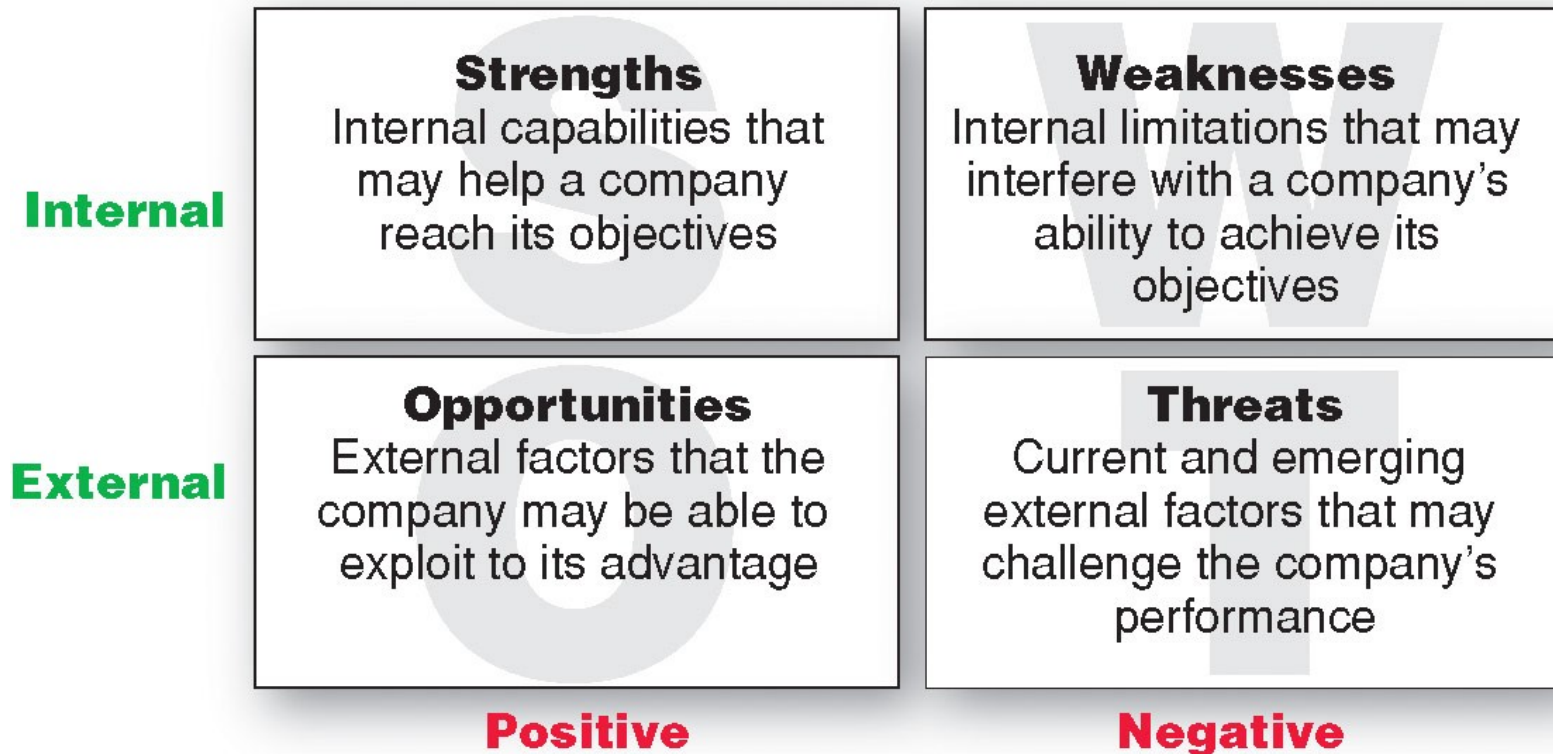 Internal
Strengths
Internal capabilities that
may help a company
reach its objectives
Weaknesses
Internal limitations that may
interfere with a company’s
ability to achieve its
objectives
External
Opportunities
External factors that the
company may be able to
exploit to its advantage
Threats
Current and emerging
external factors that may
challenge the company’s
performance
Positive
Negative
S
W
O
T